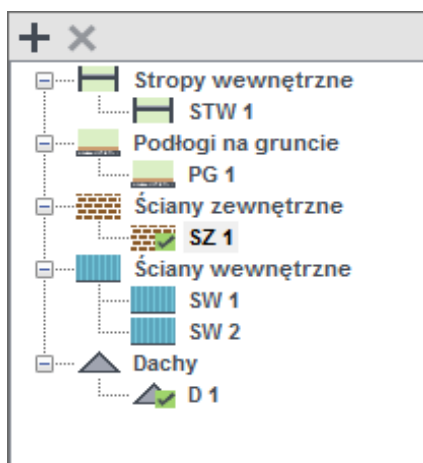 Stropy wewnętrzne
STW 1
Podłogi na gruncie
PG 1
Ściany zewnętrzne
SZ 1
Ściany wewnętrzne
SW 1
SW 2
Dachy
D 1